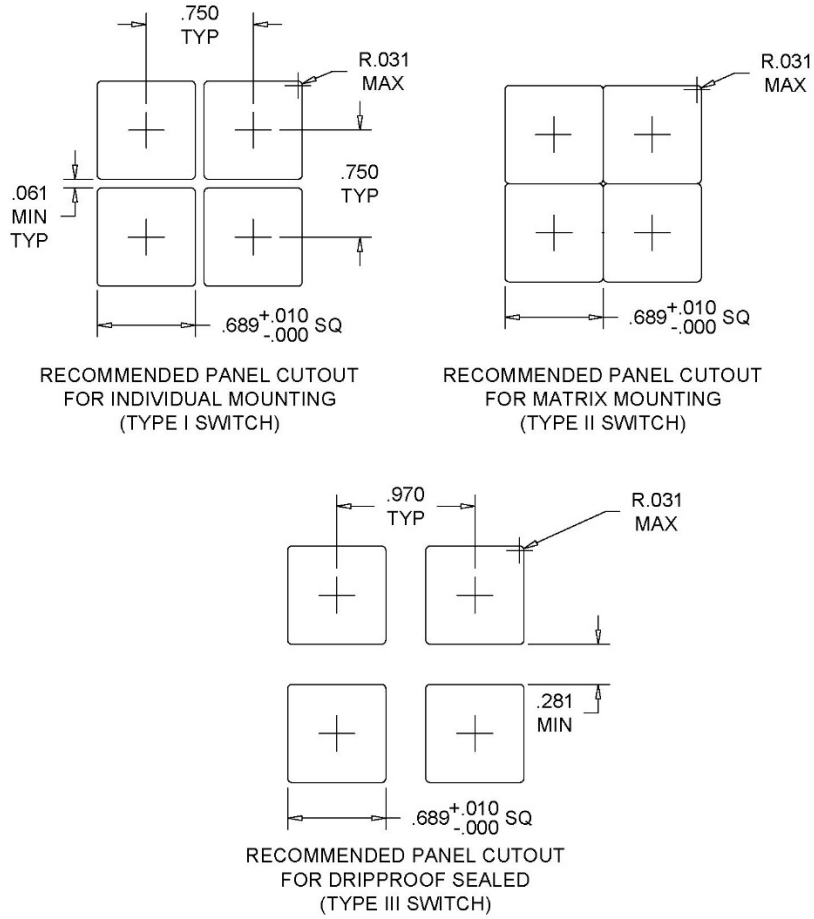 .750
TYP
R.031
MAX
.750
TYP
.061
MIN
TYP
.689 +.010 -.000 SQ
RECOMMENDED PANEL CUTOUT
FOR INDIVIDUAL MOUNTING
(TYPE I SWITCH)
R.031
MAX
.689 +.010 -.000 SQ
RECOMMENDED PANEL CUTOUT
FOR MATRIX MOUNTING
(TYPE II SWITCH)
.970
TYP
R.031
MAX
.281
MIN
.689 +.010 -.000 SQ
RECOMMENDED PANEL CUTOUT
FOR DRIPPROOF SEALED
(TYPE III SWITCH)